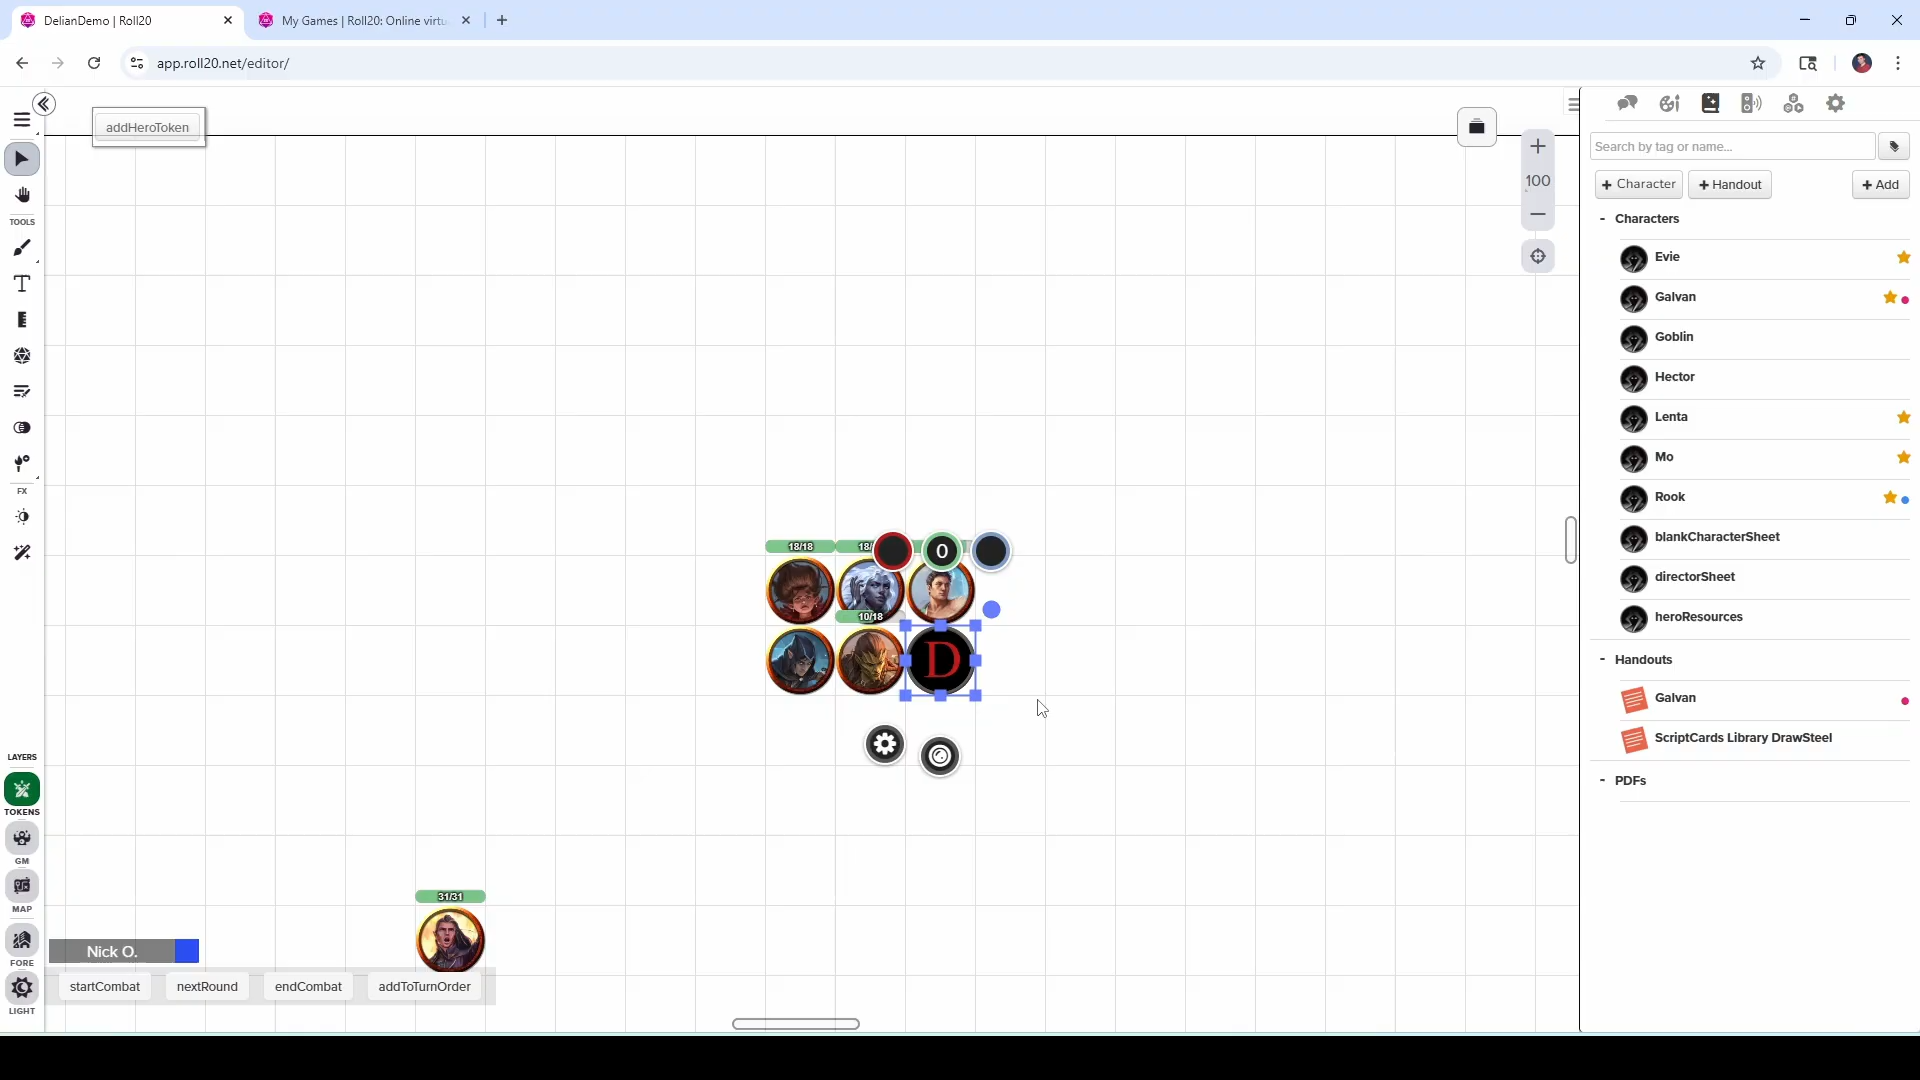 DelianDemo | Roll20
My Games | Roll20: Online virtu
app.roll20.net/editor/
addHeroToken
TOOLS
FX
LAYERS
TOKENS
GM
MAP
FORE
LIGHT
100
18/18
18/
0
10/18
D
31/31
Nick O.
startCombat
nextRound
endCombat
addToTurnOrder
Search by tag or name...
+ Character
+ Handout
+ Add
- Characters
Evie
Galvan
Goblin
Hector
Lenta
Mo
Rook
blankCharacterSheet
directorSheet
heroResources
- Handouts
Galvan
ScriptCards Library DrawSteel
- PDFs